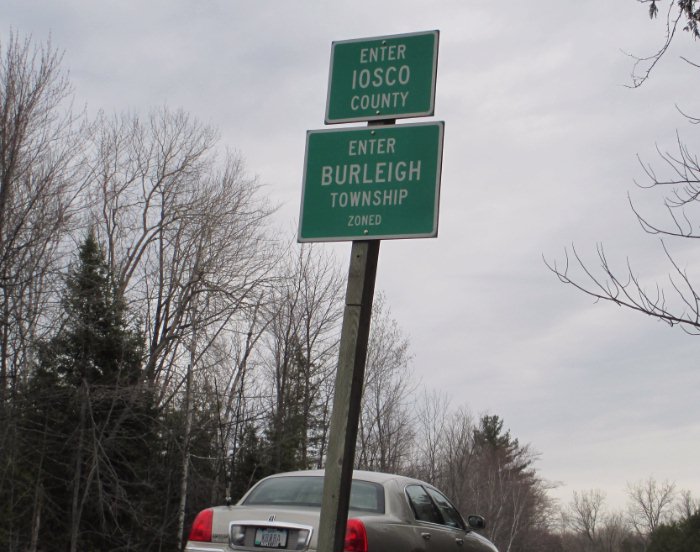 ENTER
IOSCO
COUNTY
ENTER
BURLEIGH
TOWNSHIP
ZONED